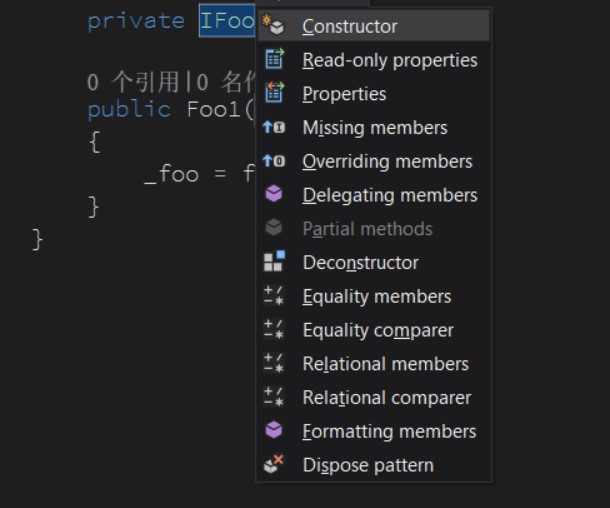 private IFoo
0 个引用|0 名
public Foo1(
{
_foo = f
}
}
Constructor
Read-only properties
Properties
Missing members
Overriding members
Delegating members
Partial methods
Deconstructor
Equality members
Equality comparer
Relational members
Relational comparer
Formatting members
Dispose pattern